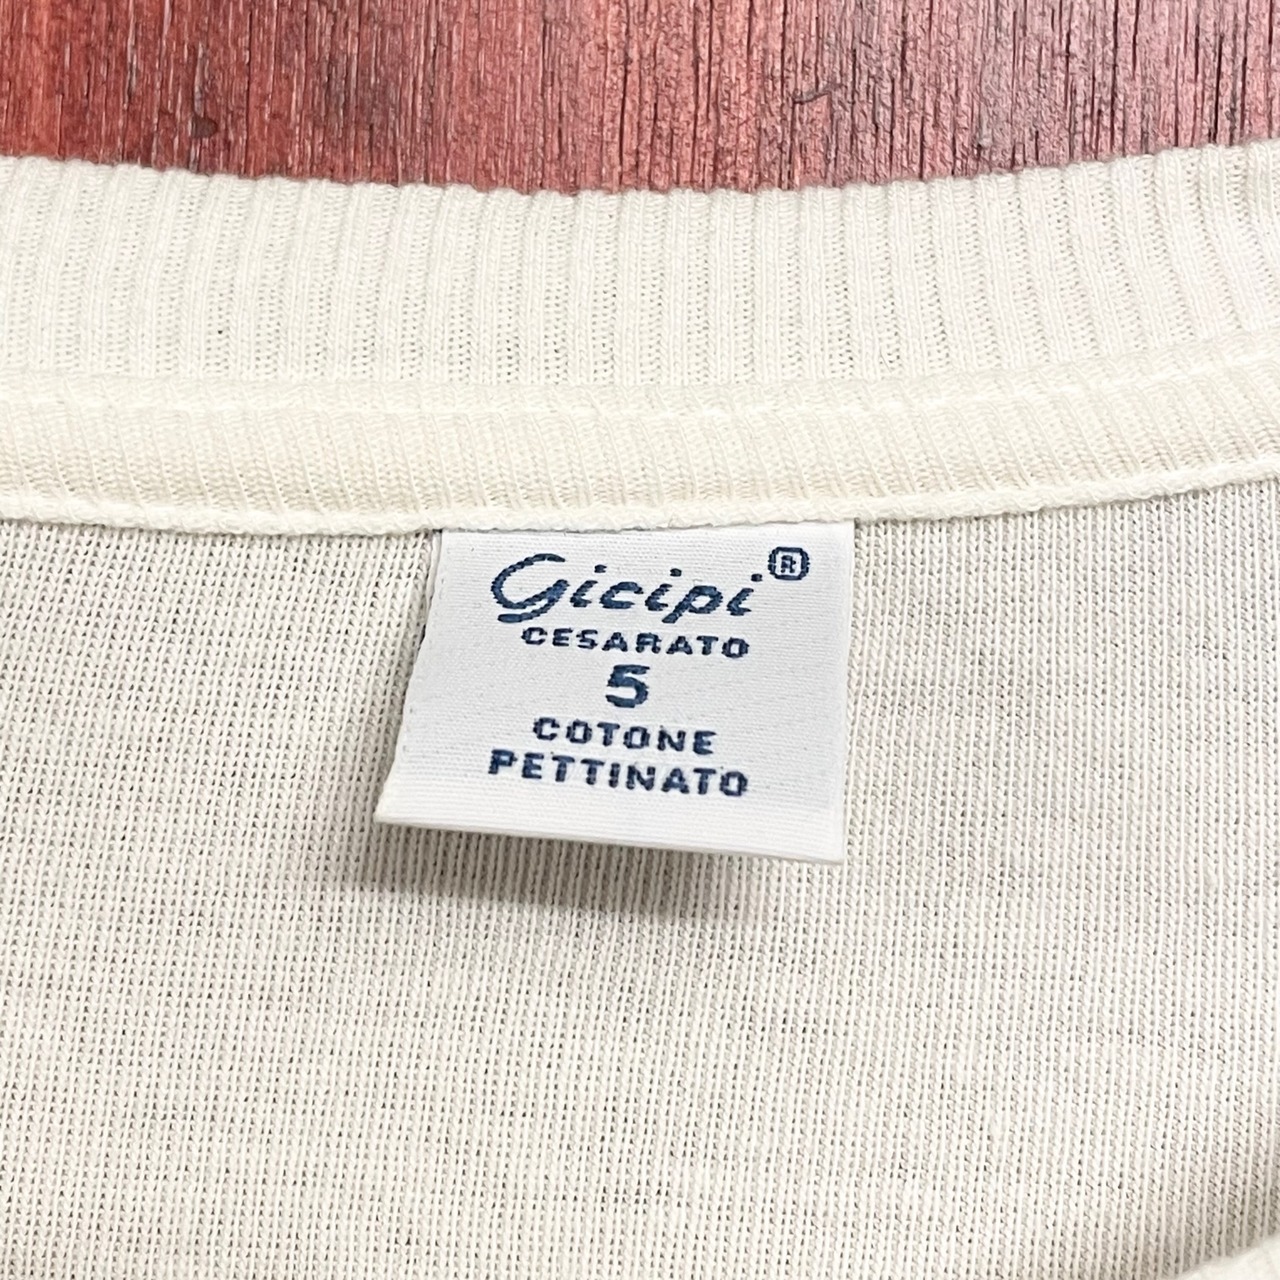 Gicipi®
CESARATO
5
COTONE
PETTINATO